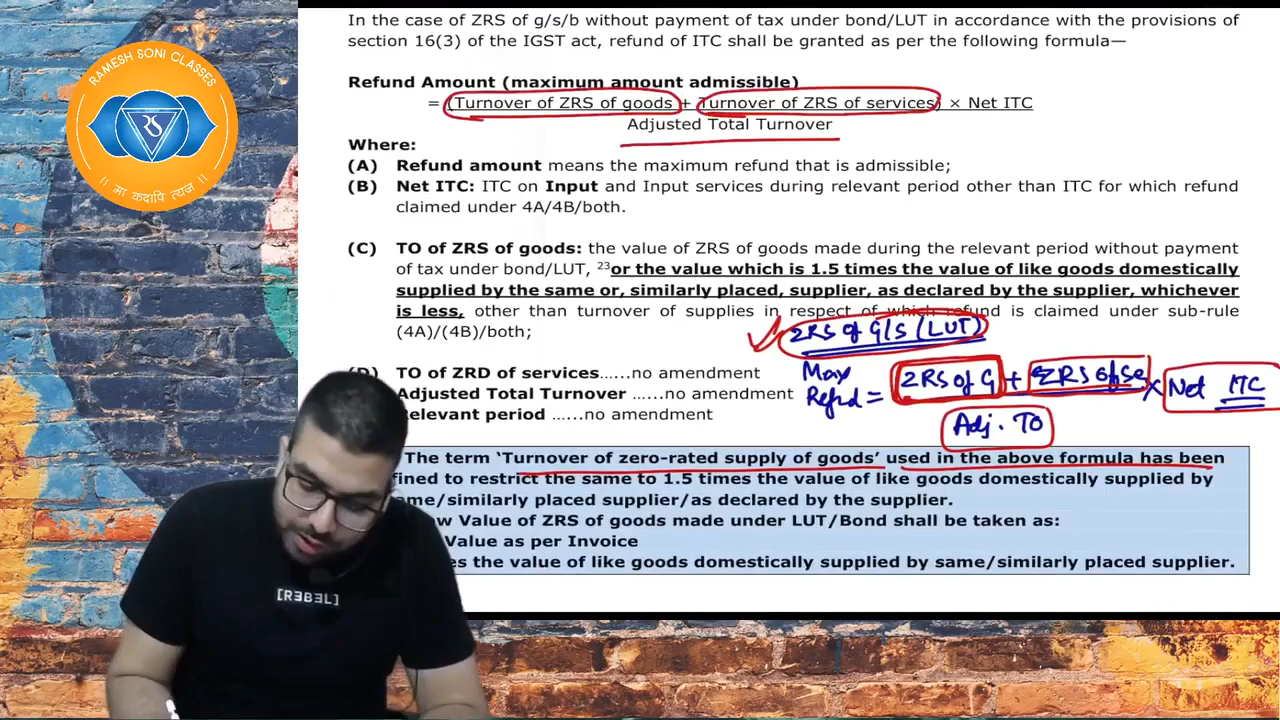 In the case of ZRS of g/s/b without payment of tax under bond/LUT in accordance with the provisions of
section 16(3) of the IGST act, refund of ITC shall be granted as per the following formula—
RAMESH SONI CLASSES
|| मा कदापि त्यज ||
Refund Amount (maximum amount admissible)
= (Turnover of ZRS of goods + Turnover of ZRS of services) × Net ITC
Adjusted Total Turnover
Where:
(A) Refund amount means the maximum refund that is admissible;
(B) Net ITC: ITC on Input and Input services during relevant period other than ITC for which refund
claimed under 4A/4B/both.
(C) TO of ZRS of goods: the value of ZRS of goods made during the relevant period without payment
of tax under bond/LUT, 23or the value which is 1.5 times the value of like goods domestically
supplied by the same or, similarly placed, supplier, as declared by the supplier, whichever
is less, other than turnover of supplies in respect of which refund is claimed under sub-rule
(4A)/(4B)/both;
ZRS of G/S (LUT)
(D) TO of ZRD of services…...no amendment
Adjusted Total Turnover …...no amendment
Relevant period …...no amendment
Max
Refnd = ZRS of G + ZRS of Se × Net ITC
Adj. TO
The term ‘Turnover of zero-rated supply of goods’ used in the above formula has been
fined to restrict the same to 1.5 times the value of like goods domestically supplied by
ame/similarly placed supplier/as declared by the supplier.
ow Value of ZRS of goods made under LUT/Bond shall be taken as:
Value as per Invoice
es the value of like goods domestically supplied by same/similarly placed supplier.
[REBEL]